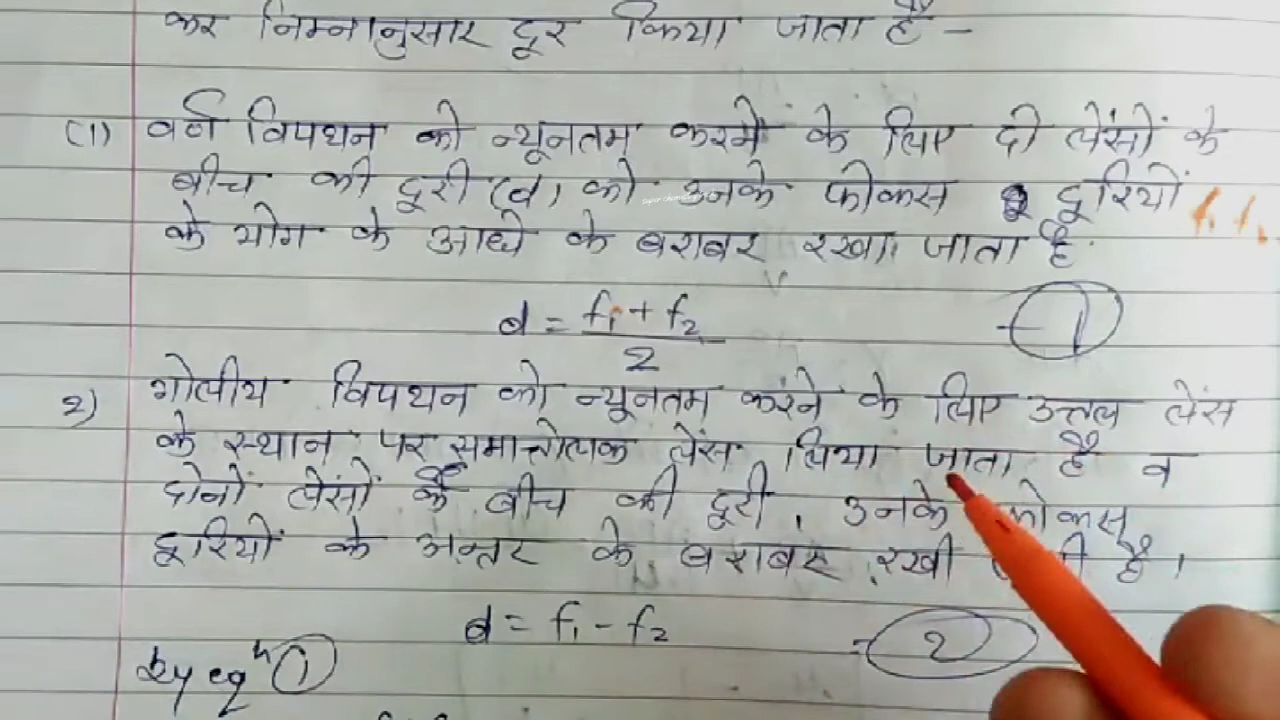 कर निम्नानुसार दूर किया जाता है -
(1) वर्ण विपथन को न्यूनतम करने के लिए दो लेंसों के
बीच की दूरी (d) को उनके फोकस दूरियों
के योग के आधे के बराबर रखा जाता है.
d = f1 + f2 / 2 - 1
2) गोलीय विपथन को न्यूनतम करने के लिए उत्तल लेंस
के स्थान पर समतलोत्तल लेंस लिया जाता है व
दोनों लेंसों के बीच की दूरी, उनके फोकस
दूरियों के अन्तर के बराबर रखी है।
d = f1 - f2 = 2
by eqn 1